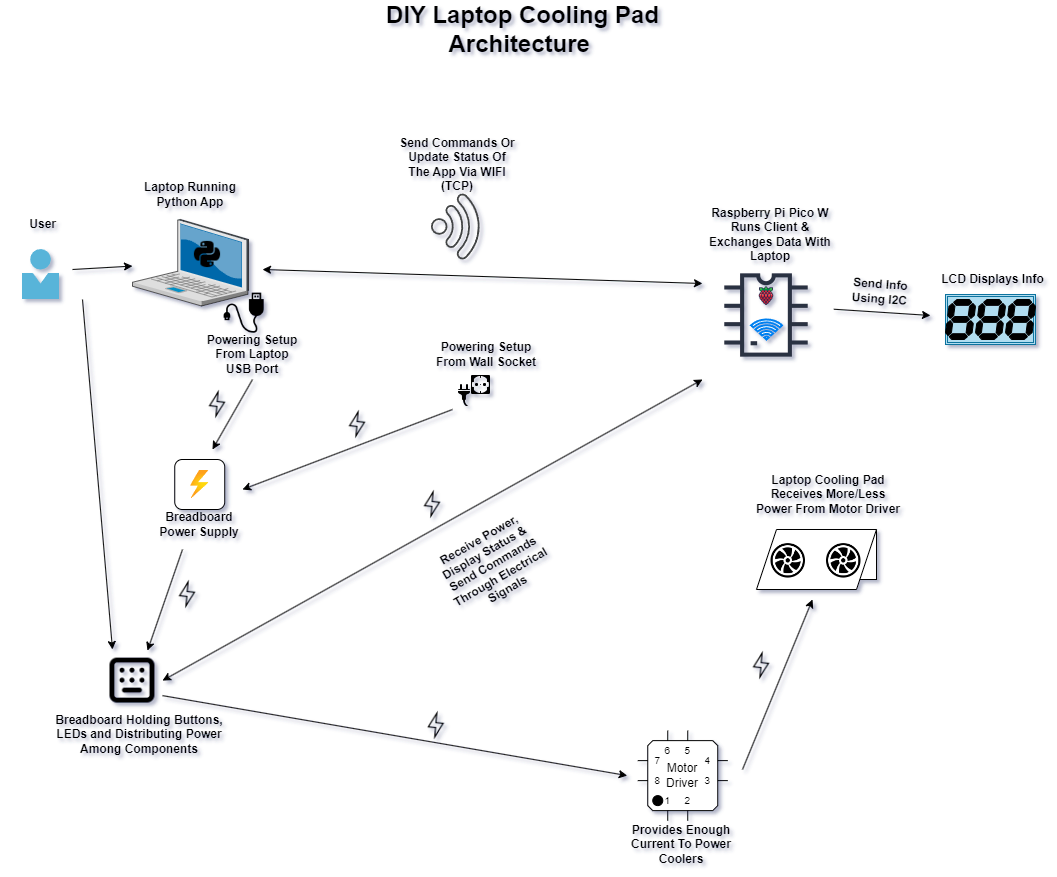 DIY Laptop Cooling Pad
Architecture
Send Commands Or
Update Status Of
The App Via WIFI
(TCP)
Laptop Running
Python App
User
Raspberry Pi Pico W
Runs Client &
Exchanges Data With
Laptop
Send Info
Using I2C
LCD Displays Info
888
Powering Setup
From Laptop
USB Port
Powering Setup
From Wall Socket
Breadboard
Power Supply
Receive Power,
Display Status &
Send Commands
Through Electrical
Signals
Laptop Cooling Pad
Receives More/Less
Power From Motor Driver
Breadboard Holding Buttons,
LEDs and Distributing Power
Among Components
6 5
7 4
Motor
8 Driver 3
1 2
Provides Enough
Current To Power
Coolers